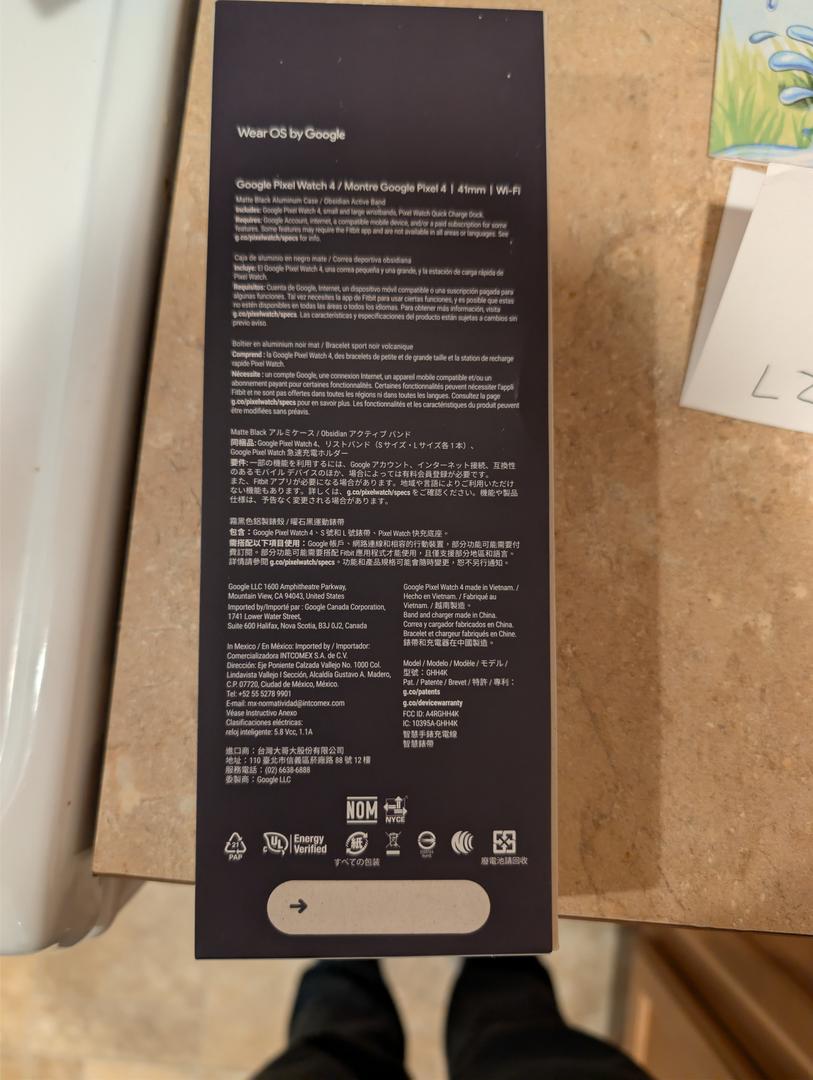 Wear OS by Google
Google Pixel Watch 4 / Montre Google Pixel 4 | 41mm | Wi-Fi
Matte Black Aluminum Case / Obsidian Active Band
Includes: Google Pixel Watch 4, small and large wristbands, Pixel Watch Quick Charge Dock.
Requires: Google Account, internet, a compatible mobile device, and/or a paid subscription for some
features. Some features may require the Fitbit app and are not available in all areas or languages. See
g.co/pixelwatch/specs for info.
Caja de aluminio en negro mate / Correa deportiva obsidiana
Incluye: El Google Pixel Watch 4, una correa pequeña y una grande, y la estación de carga rápida de
Pixel Watch.
Requisitos: Cuenta de Google, Internet, un dispositivo móvil compatible o una suscripción pagada para
algunas funciones. Tal vez necesites la app de Fitbit para usar ciertas funciones, y es posible que estas
no estén disponibles en todas las áreas o todos los idiomas. Para obtener más información, visita
g.co/pixelwatch/specs. Las características y especificaciones del producto están sujetas a cambios sin
previo aviso.
Boîtier en aluminium noir mat / Bracelet sport noir volcanique
Comprend : la Google Pixel Watch 4, des bracelets de petite et de grande taille et la station de recharge
rapide Pixel Watch.
Nécessite : un compte Google, une connexion Internet, un appareil mobile compatible et/ou un
abonnement payant pour certaines fonctionnalités. Certaines fonctionnalités peuvent nécessiter l'appli
Fitbit et ne sont pas offertes dans toutes les régions ni dans toutes les langues. Consultez la page
g.co/pixelwatch/specs pour en savoir plus. Les fonctionnalités et les caractéristiques du produit peuvent
être modifiées sans préavis.
Matte Black アルミケース / Obsidian アクティブ バンド
同梱品: Google Pixel Watch 4、リストバンド（S サイズ・L サイズ各 1 本）、
Google Pixel Watch 急速充電ホルダー
要件: 一部の機能を利用するには、Google アカウント、インターネット接続、互換性
のあるモバイル デバイスのほか、場合によっては有料会員登録が必要です。
また、Fitbit アプリが必要になる場合があります。地域や言語によりご利用いただけ
ない機能もあります。詳しくは、g.co/pixelwatch/specs をご確認ください。機能や製品
仕様は、予告なく変更される場合があります。
霧黑色鋁製錶殼 / 曜石黑運動錶帶
包含：Google Pixel Watch 4、S 號和 L 號錶帶、Pixel Watch 快充底座。
需搭配以下項目使用：Google 帳戶、網路連線和相容的行動裝置，部分功能可能需要付
費訂閱。部分功能可能需要搭配 Fitbit 應用程式才能使用，且僅支援部分地區和語言。
詳情請參閱 g.co/pixelwatch/specs。功能和產品規格可能會隨時變更，恕不另行通知。
Google LLC 1600 Amphitheatre Parkway,
Mountain View, CA 94043, United States
Imported by/Importé par : Google Canada Corporation,
1741 Lower Water Street,
Suite 600 Halifax, Nova Scotia, B3J 0J2, Canada
In Mexico / En México: Imported by / Importador:
Comercializadora INTCOMEX S.A. de C.V.
Dirección: Eje Poniente Calzada Vallejo No. 1000 Col.
Lindavista Vallejo I Sección, Alcaldía Gustavo A. Madero,
C.P. 07720, Ciudad de México, México.
Tel: +52 55 5278 9901
E-mail: mx-normatividad@intcomex.com
Véase Instructivo Anexo
Clasificaciones eléctricas:
reloj inteligente: 5.8 Vcc, 1.1A
進口商：台灣大哥大股份有限公司
地址：110 臺北市信義區菸廠路 88 號 12 樓
服務電話：(02) 6638-6888
委製商：Google LLC
Google Pixel Watch 4 made in Vietnam. /
Hecho en Vietnam. / Fabriqué au
Vietnam. / 越南製造。
Band and charger made in China.
Correa y cargador fabricados en China.
Bracelet et chargeur fabriqués en Chine.
錶帶和充電器在中國製造。
Model / Modelo / Modèle / モデル /
型號：GHH4K
Pat. / Patente / Brevet / 特許 / 專利：
g.co/patents
g.co/devicewarranty
FCC ID: A4RGHH4K
IC: 10395A-GHH4K
智慧手錶充電線
智慧錶帶
NOM
NYCE
21
PAP
UL
Energy
Verified
紙
すべての包装
廢電池請回收